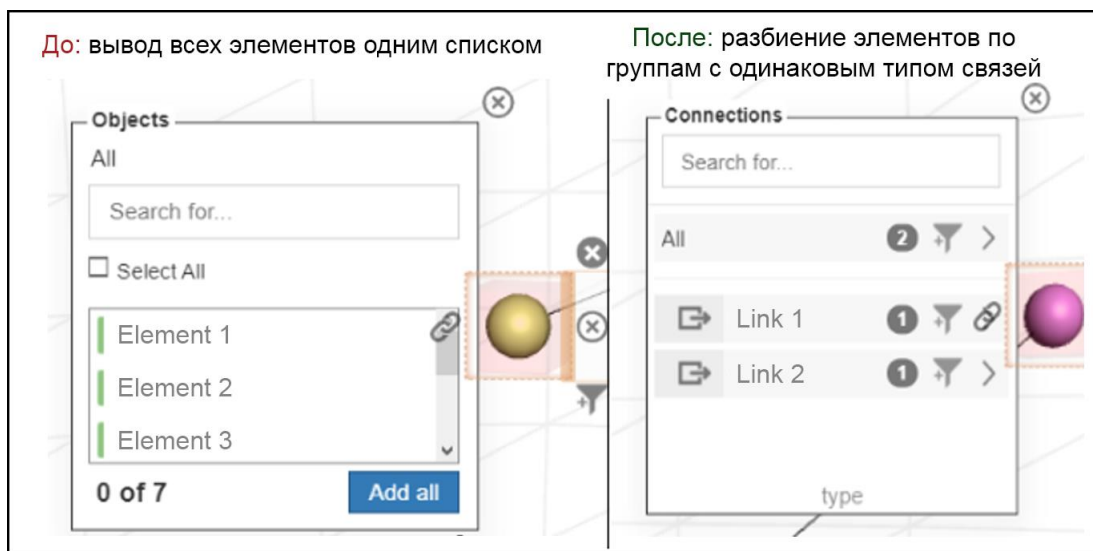 До: вывод всех элементов одним списком
Objects
All
Search for...
Select All
Element 1
Element 2
Element 3
0 of 7
Add all
После: разбиение элементов по
группам с одинаковым типом связей
Connections
Search for...
All 2
Link 1 1
Link 2 1
type